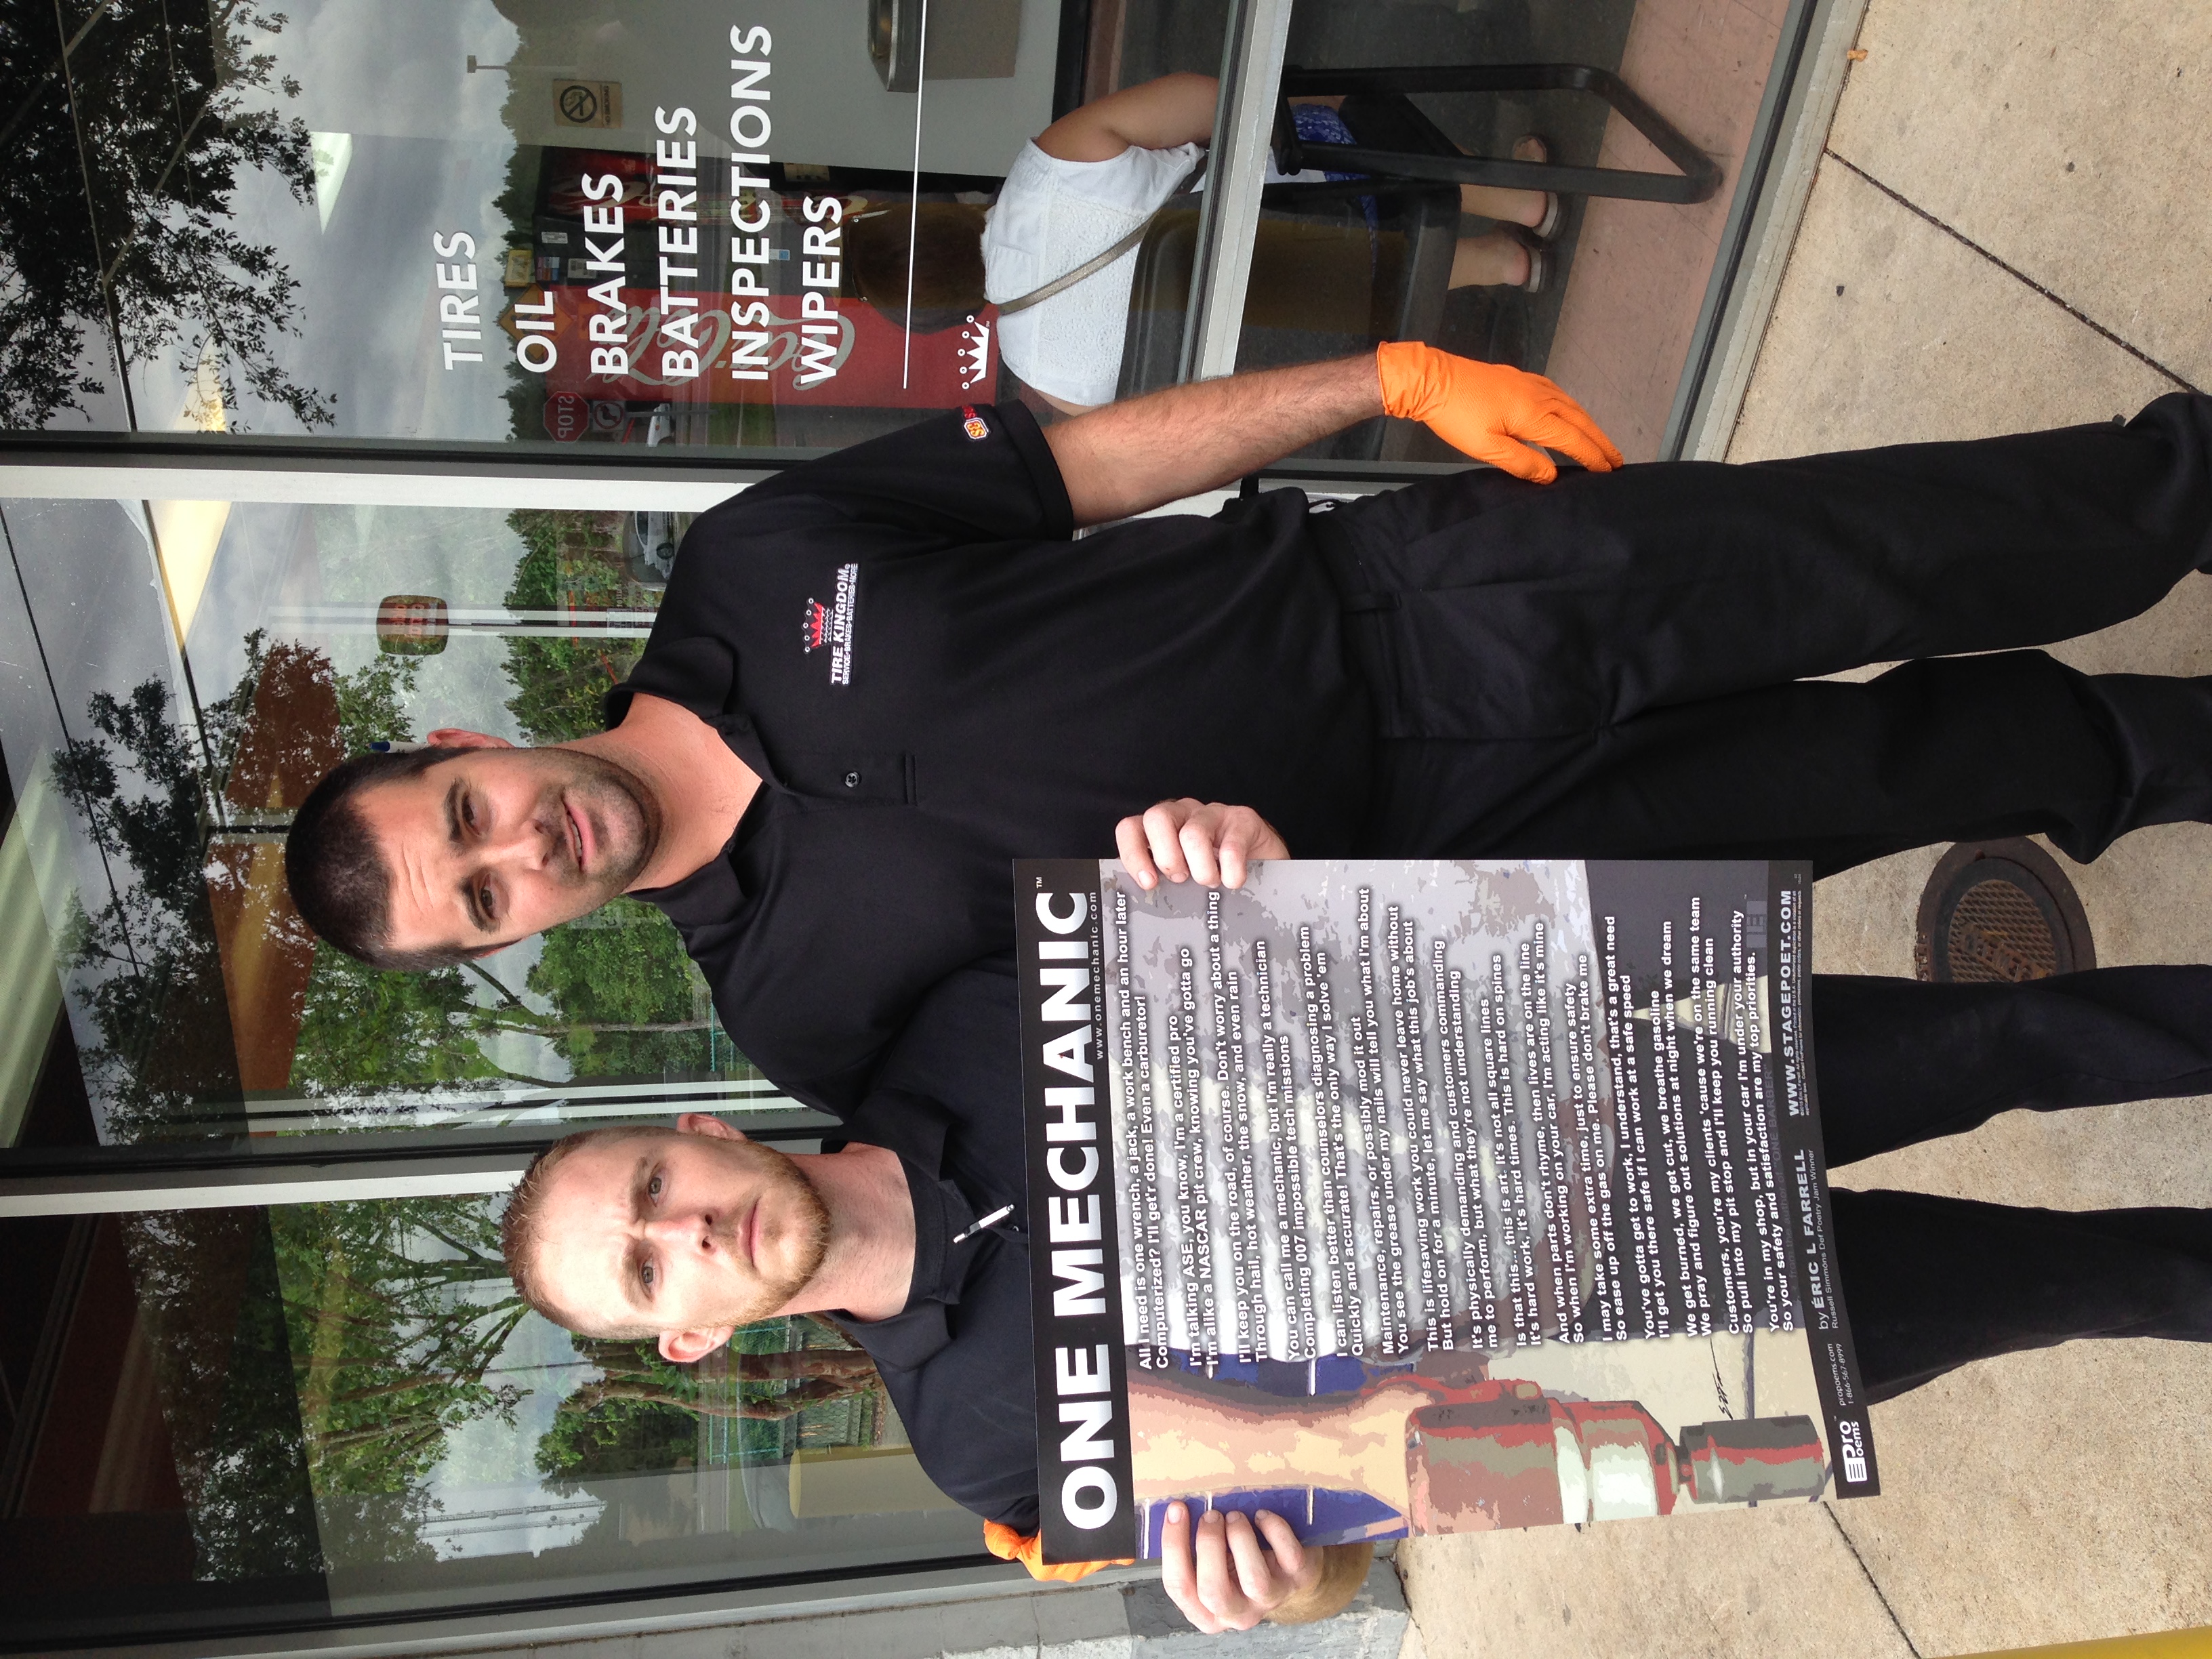 TIRES
OIL
BRAKES
BATTERIES
INSPECTIONS
WIPERS
Coca-Cola
STOP
TIRE KINGDOM
SERVICE•BRAKES•BATTERIES•MORE
ONE MECHANIC™
www.onemechanic.com
All I need is one wrench, a jack, a work bench and an hour later
Computerized? I'll get'r done! Even a carburetor!
I'm talking ASE, you know, I'm a certified pro
I'm alike a NASCAR pit crew, knowing you've gotta go
I'll keep you on the road, of course. Don't worry about a thing
Through hail, hot weather, the snow, and even rain
You can call me a mechanic, but I'm really a technician
Completing 007 impossible tech missions
I can listen better than counselors diagnosing a problem
Quickly and accurate! That's the only way I solve 'em
Maintenance, repairs, or possibly mod it out
You see the grease under my nails will tell you what I'm about
This is lifesaving work you could never leave home without
But hold on for a minute, let me say what this job's about
It's physically demanding and customers commanding
me to perform, but what they're not understanding
Is that this... this is art. It's not all square lines
It's hard work, it's hard times. This is hard on spines
And when parts don't rhyme, then lives are on the line
So when I'm working on your car, I'm acting like it's mine
I may take some extra time, just to ensure safety
So ease up off the gas on me. Please don't brake me
You've gotta get to work, I understand, that's a great need
I'll get you there safe if I can work at a safe speed
We get burned, we get cut, we breathe gasoline
We pray and figure out solutions at night when we dream
Customers, you're my clients 'cause we're on the same team
So pull into my pit stop and I'll keep you running clean
You're in my shop, but in your car I'm under your authority
So your safety and satisfaction are my top priorities.
Pro Poems
propoems.com
1-866-567-8999
by ÉRIC L FARRELL
Russell Simmons Def Poetry Jam Winner
WWW.STAGEPOET.COM